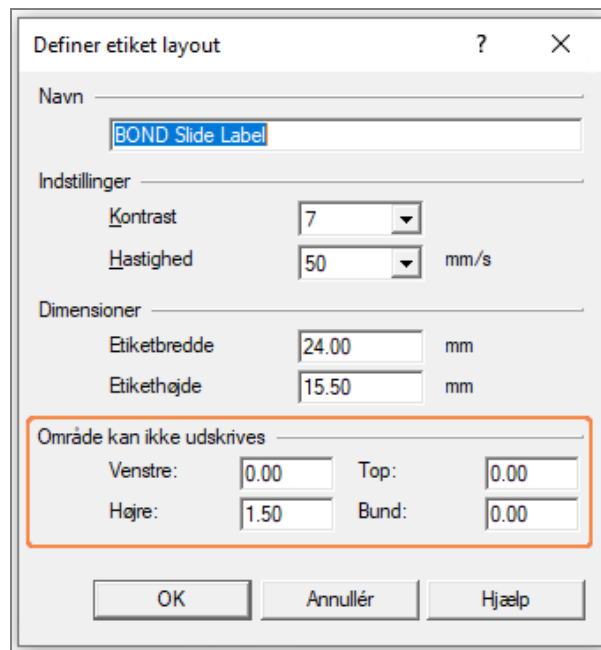 Definer etiket layout ? ×
Navn
BOND Slide Label
Indstillinger
Kontrast 7
Hastighed 50 mm/s
Dimensioner
Etiketbredde 24.00 mm
Etikethøjde 15.50 mm
Område kan ikke udskrives
Venstre: 0.00 Top: 0.00
Højre: 1.50 Bund: 0.00
OK Annullér Hjælp